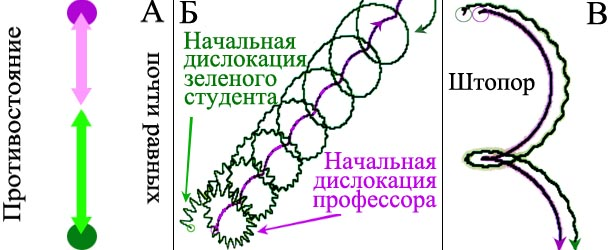 А
Противостояние
почти равных
Б
Начальная
дислокация
зеленого
студента
Начальная
дислокация
профессора
В
Штопор